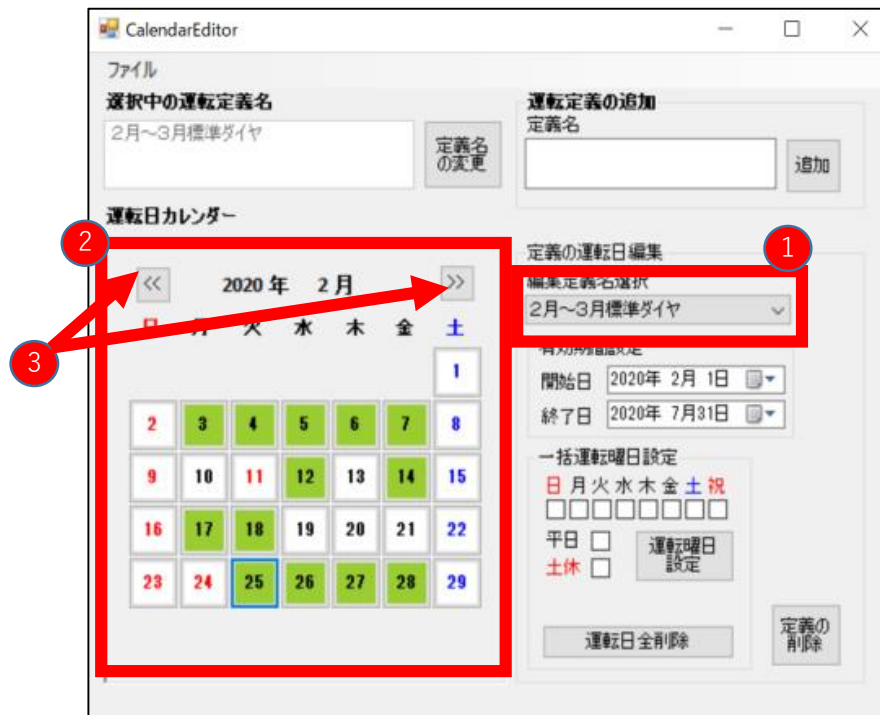 CalendarEditor
ファイル
選択中の運転定義名
2月～3月標準ダイヤ
定義名
の変更
運転定義の追加
定義名
追加
運転日カレンダー
2
3
<< 2020 年 2 月 >>
日 月 火 水 木 金 土
1
2 3 4 5 6 7 8
9 10 11 12 13 14 15
16 17 18 19 20 21 22
23 24 25 26 27 28 29
定義の運転日編集
1
編集定義名選択
2月～3月標準ダイヤ
開始日 2020年 2月 1日
終了日 2020年 7月31日
一括運転曜日設定
日 月 火 水 木 金 土 祝
平日
土休
運転曜日
設定
運転日全削除
定義の
削除